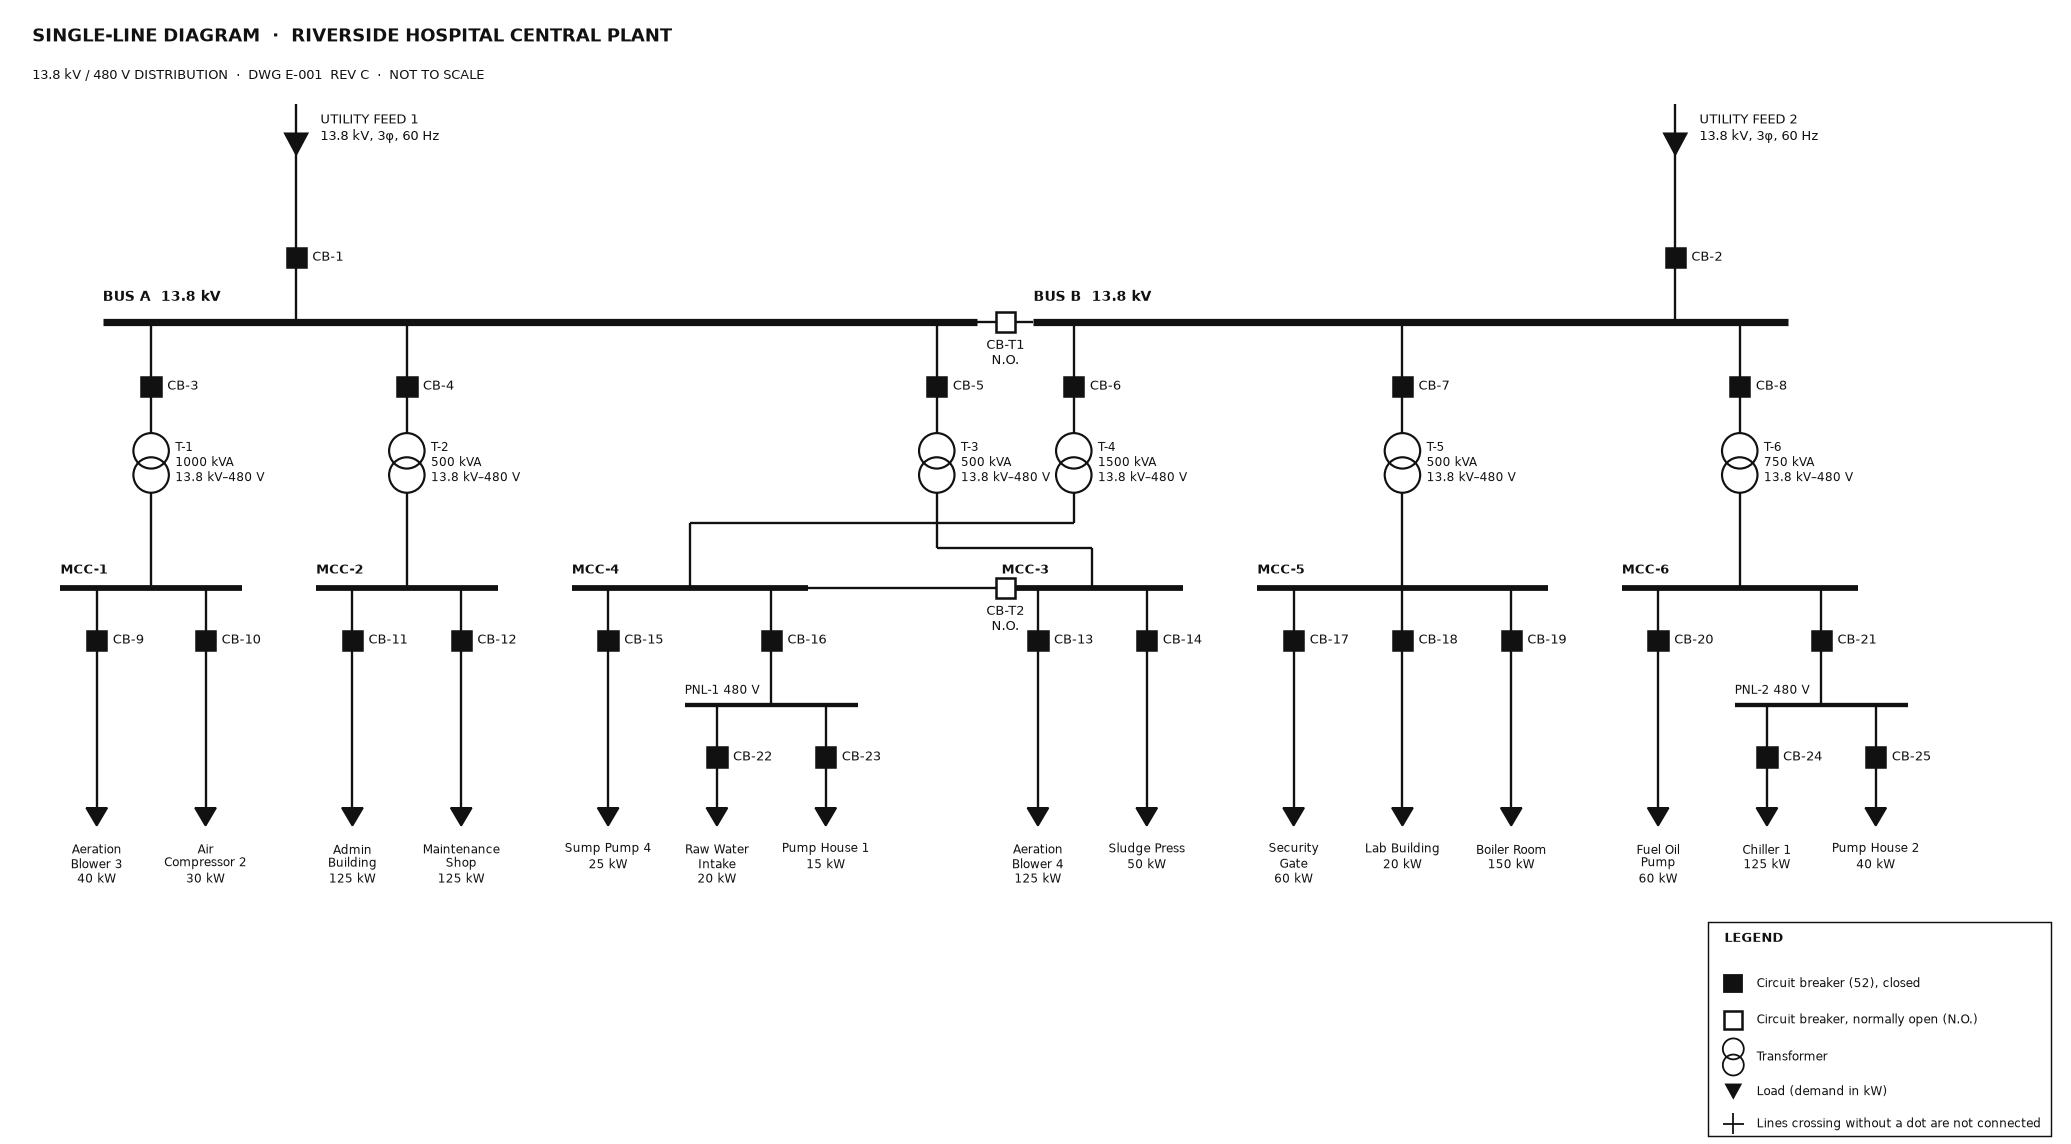 SINGLE-LINE DIAGRAM · RIVERSIDE HOSPITAL CENTRAL PLANT
13.8 kV / 480 V DISTRIBUTION · DWG E-001 REV C · NOT TO SCALE
UTILITY FEED 1
13.8 kV, 3φ, 60 Hz
UTILITY FEED 2
13.8 kV, 3φ, 60 Hz
CB-1
CB-2
BUS A 13.8 kV
BUS B 13.8 kV
CB-T1
N.O.
CB-3
CB-4
CB-5
CB-6
CB-7
CB-8
T-1
1000 kVA
13.8 kV–480 V
T-2
500 kVA
13.8 kV–480 V
T-3
500 kVA
13.8 kV–480 V
T-4
1500 kVA
13.8 kV–480 V
T-5
500 kVA
13.8 kV–480 V
T-6
750 kVA
13.8 kV–480 V
MCC-1
MCC-2
MCC-4
MCC-3
MCC-5
MCC-6
CB-T2
N.O.
CB-9
CB-10
CB-11
CB-12
CB-15
CB-16
CB-13
CB-14
CB-17
CB-18
CB-19
CB-20
CB-21
PNL-1 480 V
PNL-2 480 V
CB-22
CB-23
CB-24
CB-25
Aeration
Blower 3
40 kW
Air
Compressor 2
30 kW
Admin
Building
125 kW
Maintenance
Shop
125 kW
Sump Pump 4
25 kW
Raw Water
Intake
20 kW
Pump House 1
15 kW
Aeration
Blower 4
125 kW
Sludge Press
50 kW
Security
Gate
60 kW
Lab Building
20 kW
Boiler Room
150 kW
Fuel Oil
Pump
60 kW
Chiller 1
125 kW
Pump House 2
40 kW
LEGEND
Circuit breaker (52), closed
Circuit breaker, normally open (N.O.)
Transformer
Load (demand in kW)
Lines crossing without a dot are not connected